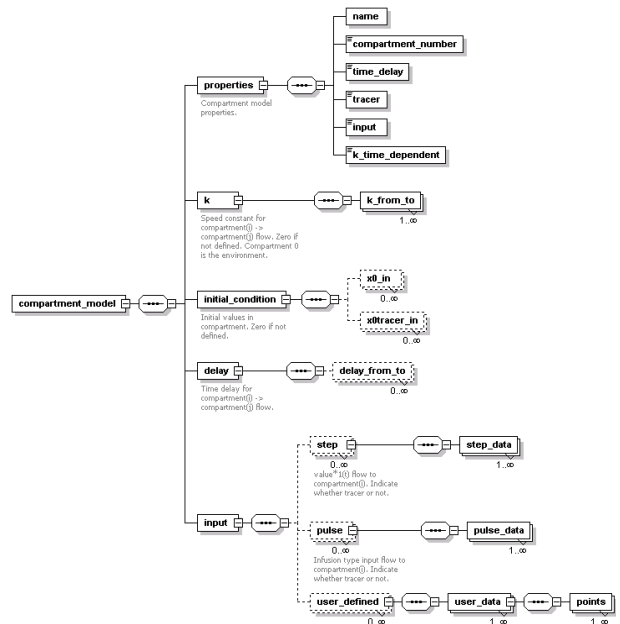 name
compartment_number
time_delay
tracer
input
k_time_dependent
properties
Compartment model
properties.
k
Speed constant for
compartment(i) ->
compartment(j) flow. Zero if
not defined. Compartment 0
is the environment.
k_from_to
1..∞
compartment_model
initial_condition
Initial values in
compartment. Zero if not
defined.
x0_in
0..∞
x0tracer_in
0..∞
delay
Time delay for
compartment(i) ->
compartment(j) flow.
delay_from_to
0..∞
input
step
0..∞
value*1(t) flow to
compartment(i). Indicate
whether tracer or not.
step_data
1..∞
pulse
0..∞
Infusion type input flow to
compartment(i). Indicate
whether tracer or not.
pulse_data
1..∞
user_defined
0..∞
user_data
1..∞
points
1..∞